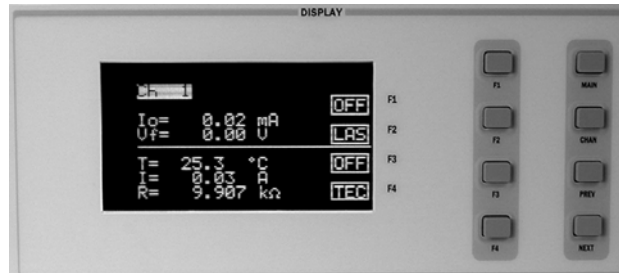 DISPLAY
Ch 1
OFF F1
Io= 0.02 mA
Vf= 0.00 V
LAS F2
T= 25.3 °C
OFF F3
I= 0.03 A
R= 9.907 kΩ
TEC F4
F1 MAIN
F2 CHAN
F3 PREV
F4 NEXT